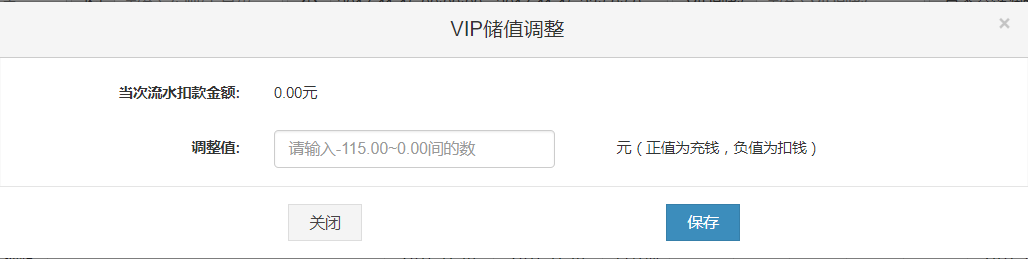 VIP储值调整
×
当次流水扣款金额: 0.00元
调整值: 请输入-115.00~0.00间的数 元（正值为充钱，负值为扣钱）
关闭 保存